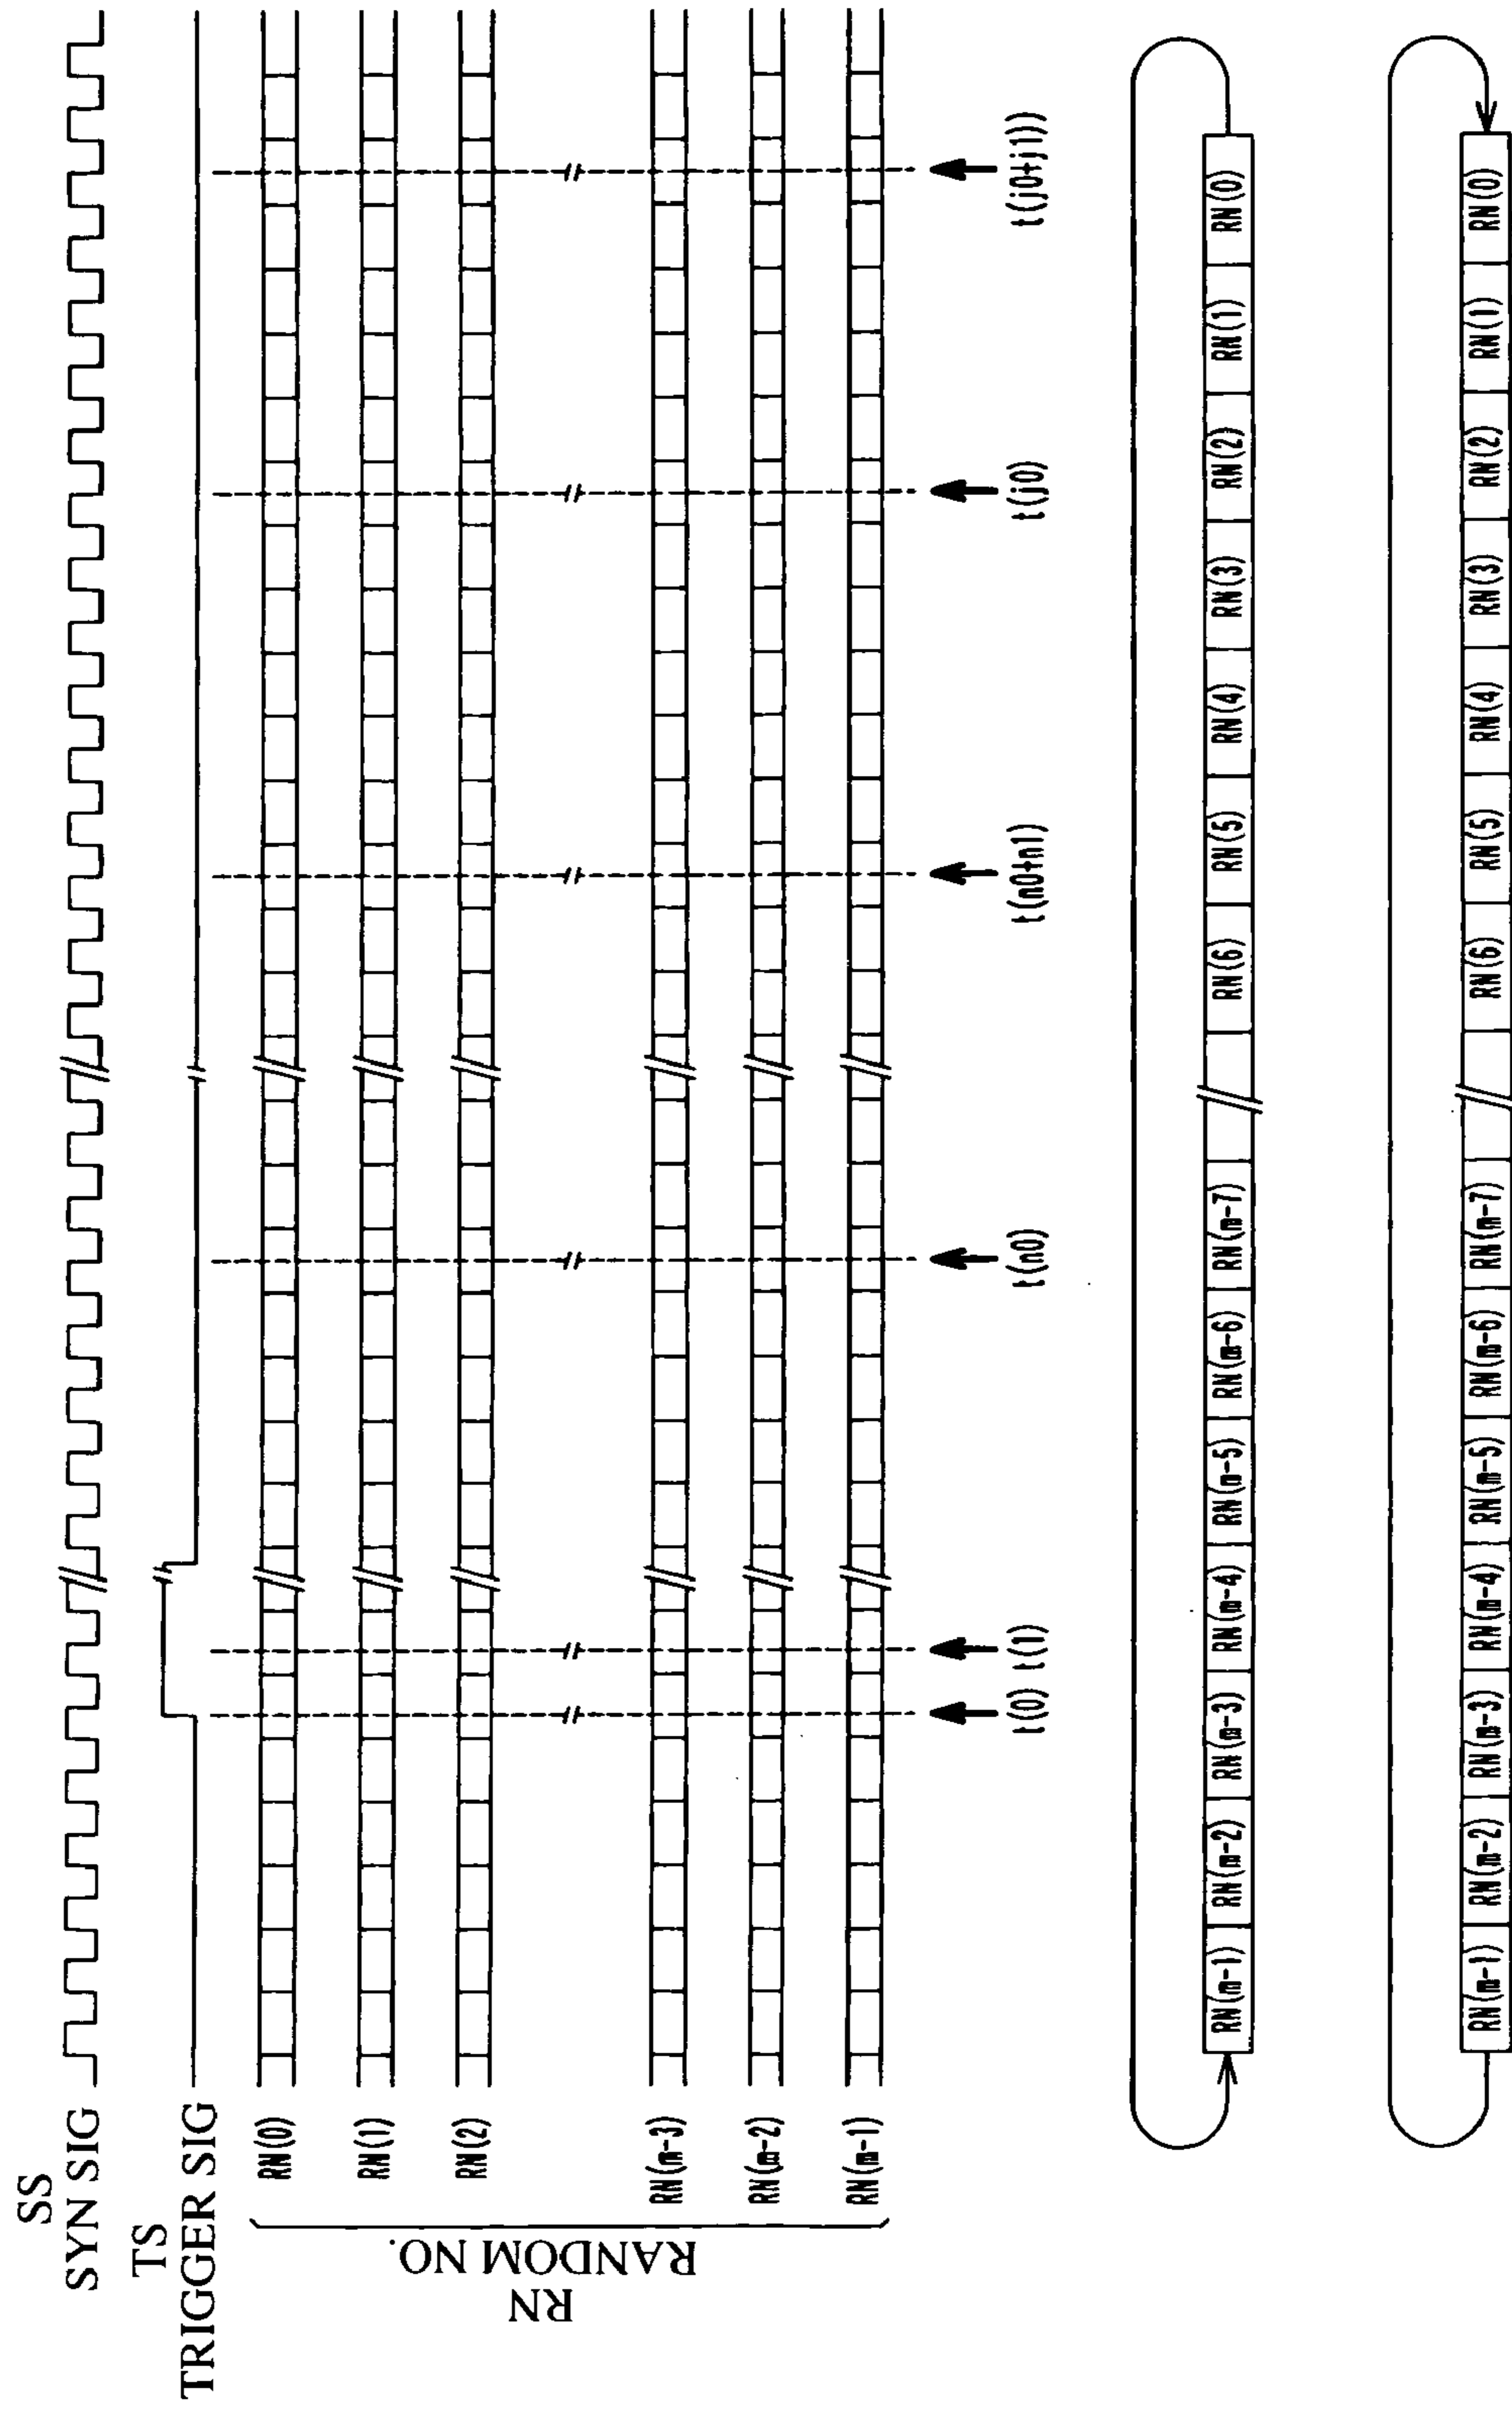 SS
SYN SIG
TS
TRIGGER SIG
RN
RANDOM NO.
RN(0)
RN(1)
RN(2)
RN(m-3)
RN(m-2)
RN(m-1)
t(0) t(1) t(n0) t(n0+n1) t(j0) t(j0+j1))
RN(m-1) RN(m-2) RN(m-3) RN(m-4) RN(m-5) RN(m-6) RN(m-7) RN(6) RN(5) RN(4) RN(3) RN(2) RN(1) RN(0)
RN(m-1) RN(m-2) RN(m-3) RN(m-4) RN(m-5) RN(m-6) RN(m-7) RN(6) RN(5) RN(4) RN(3) RN(2) RN(1) RN(0)